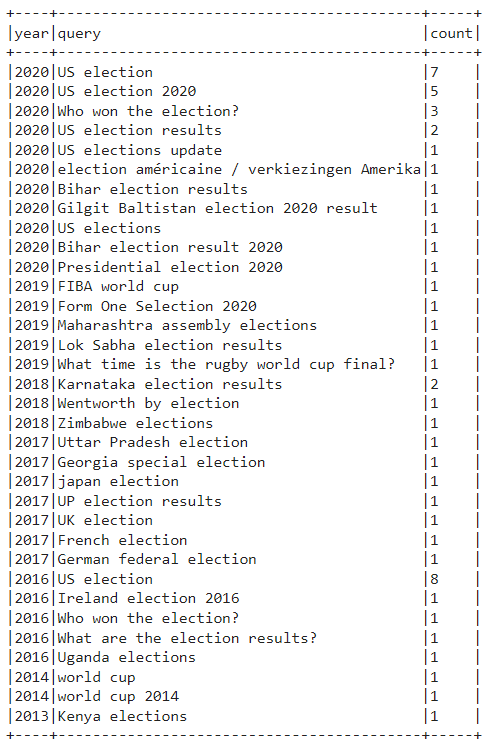 +----+------------------------------------------+-----+
|year|query                                     |count|
+----+------------------------------------------+-----+
|2020|US election                               |7    |
|2020|US election 2020                          |5    |
|2020|Who won the election?                     |3    |
|2020|US election results                       |2    |
|2020|US elections update                       |1    |
|2020|election américaine / verkiezingen Amerika|1    |
|2020|Bihar election results                    |1    |
|2020|Gilgit Baltistan election 2020 result     |1    |
|2020|US elections                              |1    |
|2020|Bihar election result 2020                |1    |
|2020|Presidential election 2020                |1    |
|2019|FIBA world cup                            |1    |
|2019|Form One Selection 2020                   |1    |
|2019|Maharashtra assembly elections            |1    |
|2019|Lok Sabha election results                |1    |
|2019|What time is the rugby world cup final?   |1    |
|2018|Karnataka election results                |2    |
|2018|Wentworth by election                     |1    |
|2018|Zimbabwe elections                        |1    |
|2017|Uttar Pradesh election                    |1    |
|2017|Georgia special election                  |1    |
|2017|japan election                            |1    |
|2017|UP election results                       |1    |
|2017|UK election                               |1    |
|2017|French election                           |1    |
|2017|German federal election                   |1    |
|2016|US election                               |8    |
|2016|Ireland election 2016                     |1    |
|2016|Who won the election?                     |1    |
|2016|What are the election results?            |1    |
|2016|Uganda elections                          |1    |
|2014|world cup                                 |1    |
|2014|world cup 2014                            |1    |
|2013|Kenya elections                           |1    |
+----+------------------------------------------+-----+